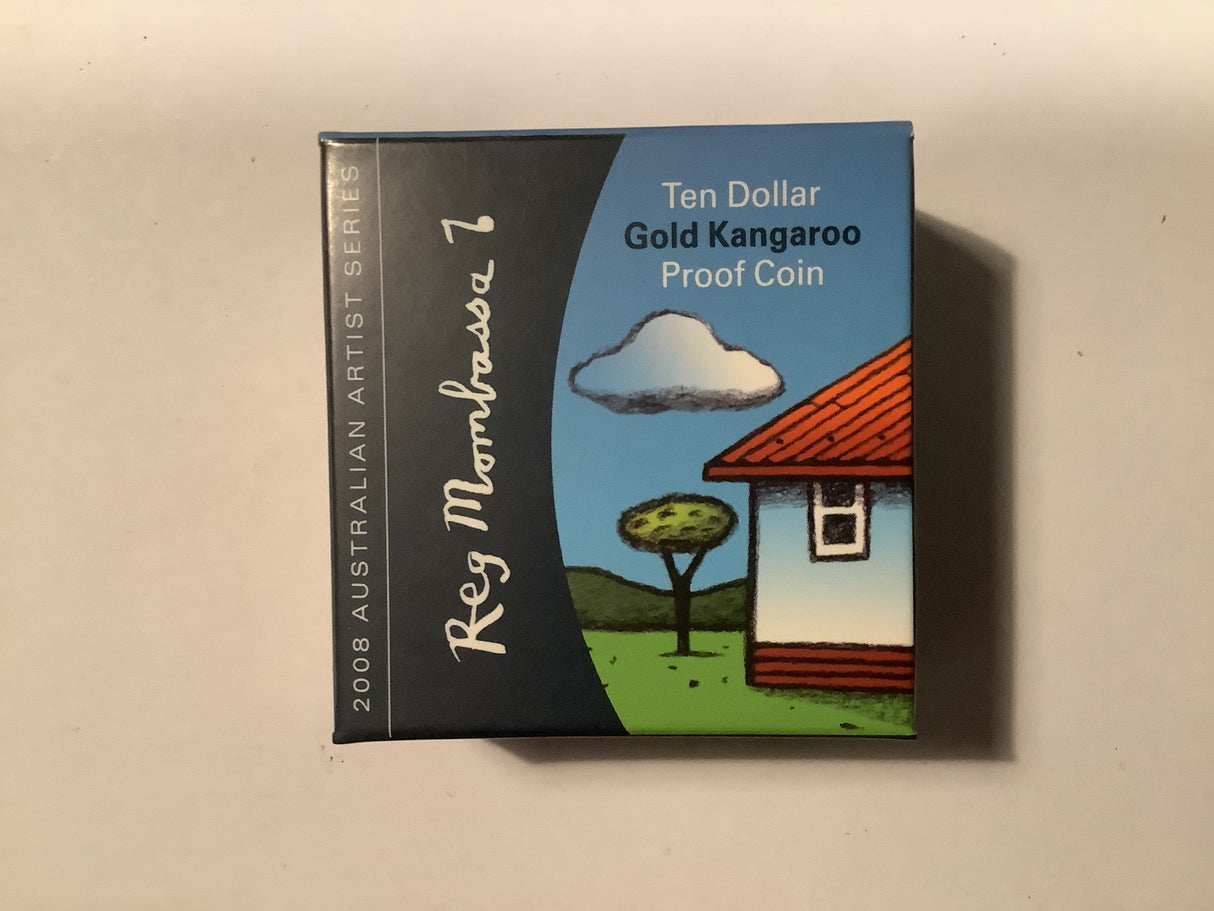 2008 AUSTRALIAN ARTIST SERIES
Reg Mombassa
Ten Dollar
Gold Kangaroo
Proof Coin